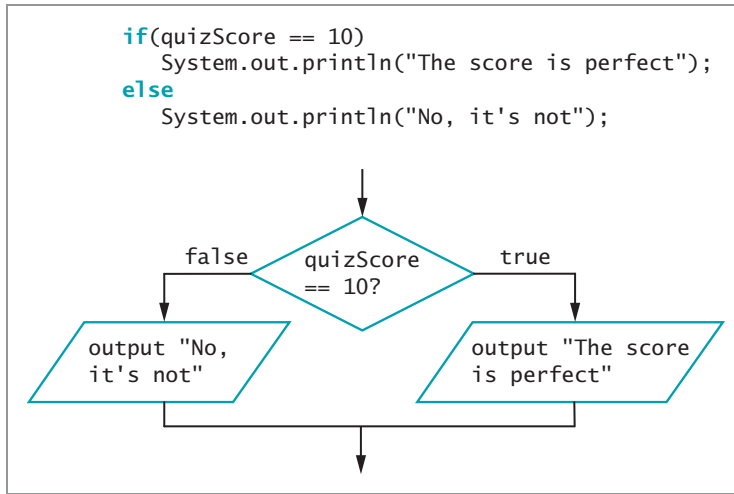 if(quizScore == 10)
System.out.println("The score is perfect");
else
System.out.println("No, it's not");
false
quizScore
== 10?
true
output "No,
it's not"
output "The score
is perfect"